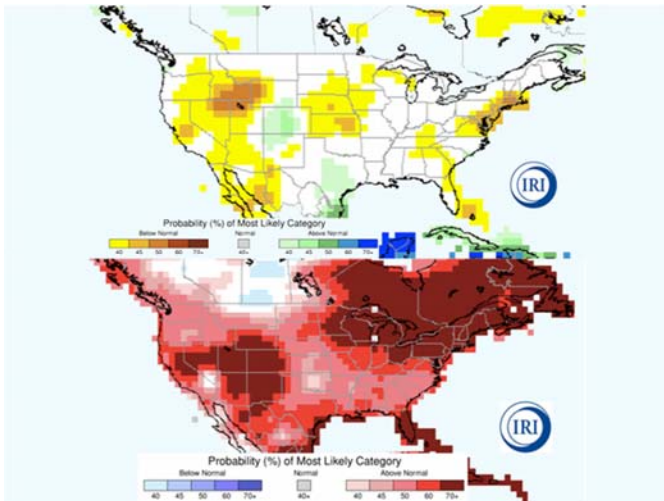 IRI
Probability (%) of Most Likely Category
Below Normal Normal Above Normal
40 45 50 60 70+ 40+ 40 45 50 60 70+
IRI
Probability (%) of Most Likely Category
Below Normal Normal Above Normal
40 45 50 60 70+ 40+ 40 45 50 60 70+